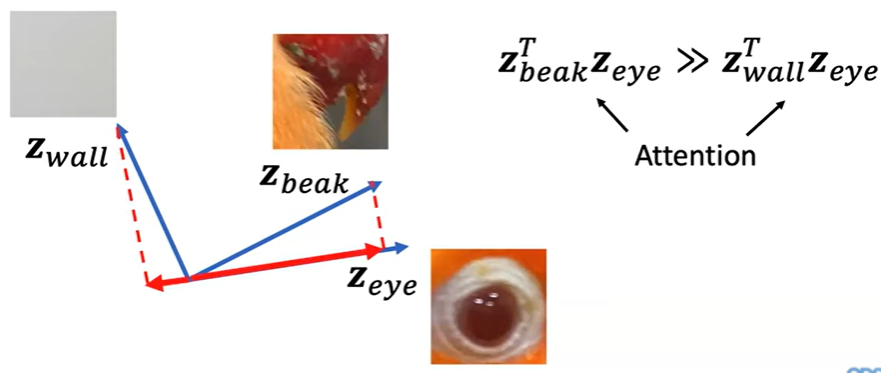 z_beak^T z_eye ≫ z_wall^T z_eye
Attention
z_wall
z_beak
z_eye